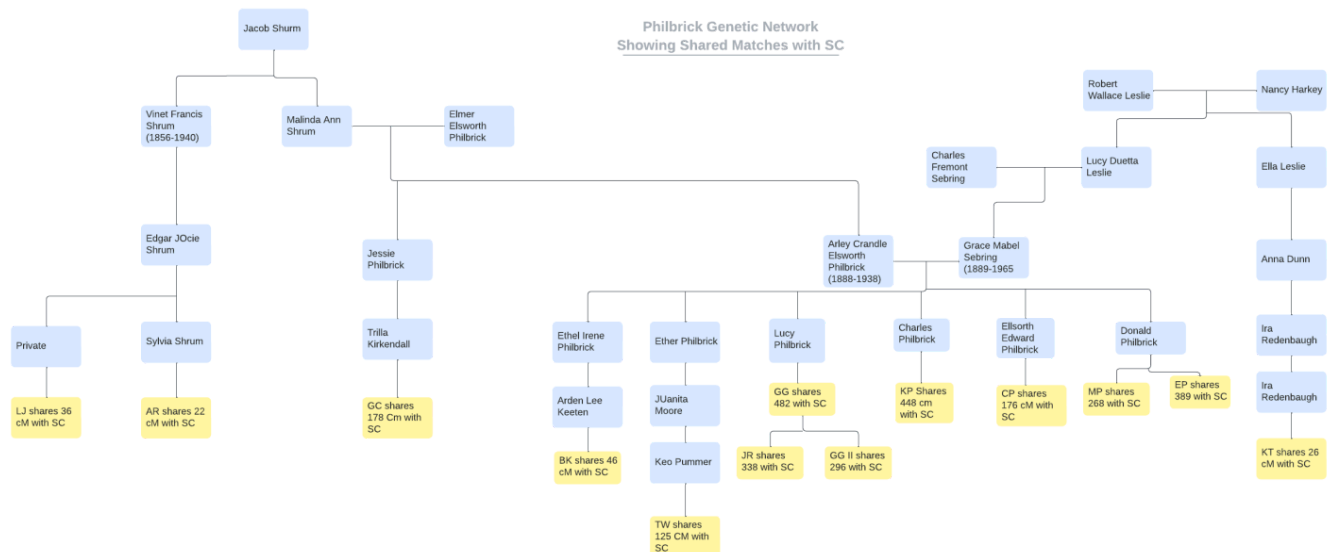 Philbrick Genetic Network
Showing Shared Matches with SC
Jacob Shurm
Robert
Wallace Leslie
Nancy Harkey
Vinet Francis
Shrum
(1856-1940)
Malinda Ann
Shrum
Elmer
Elsworth
Philbrick
Charles
Fremont
Sebring
Lucy Duetta
Leslie
Ella Leslie
Edgar JOcie
Shrum
Jessie
Philbrick
Arley Crandle
Elsworth
Philbrick
(1888-1938)
Grace Mabel
Sebring
(1889-1965
Anna Dunn
Private
Sylvia Shrum
Trilla
Kirkendall
Ethel Irene
Philbrick
Ether Philbrick
Lucy
Philbrick
Charles
Philbrick
Ellsorth
Edward
Philbrick
Donald
Philbrick
Ira
Redenbaugh
LJ shares 36
cM with SC
AR shares 22
cM with SC
GC shares
178 Cm with
SC
Arden Lee
Keeten
JUanita
Moore
GG shares
482 with SC
KP Shares
448 cm
with SC
CP shares
176 cM with
SC
MP shares
268 with SC
EP shares
389 with SC
Ira
Redenbaugh
BK shares 46
cM with SC
Keo Pummer
JR shares
338 with SC
GG II shares
296 with SC
KT shares 26
cM with SC
TW shares
125 CM with
SC